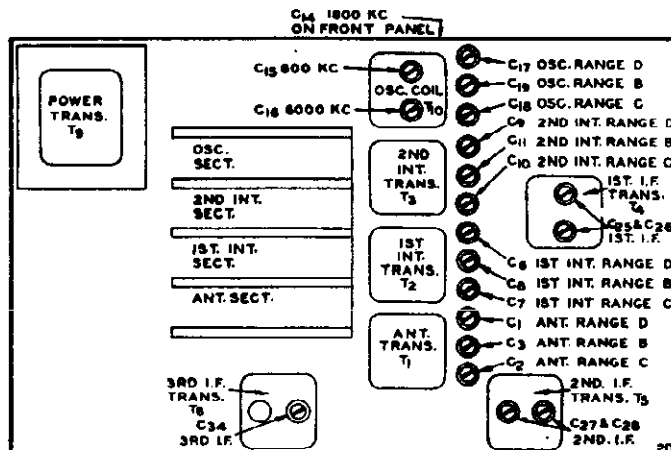 C14 1800 KC
ON FRONT PANEL
C15 600 KC
OSC. COIL
C16 6000 KC
T10
C17 OSC. RANGE D
C19 OSC. RANGE B
C18 OSC. RANGE C
POWER
TRANS.
T9
C9 2ND INT. RANGE D
C11 2ND INT. RANGE B
C10 2ND INT. RANGE C
OSC.
SECT.
2ND INT.
SECT.
1ST. INT.
SECT.
ANT. SECT.
2ND
INT.
TRANS.
T3
1ST
INT.
TRANS.
T2
ANT.
TRANS.
T1
1ST. I.F.
TRANS.
T4
C25 & C26
1ST. I.F.
C6 1ST INT. RANGE D
C8 1ST INT. RANGE B
C7 1ST INT. RANGE C
C1 ANT. RANGE D
C3 ANT. RANGE B
C2 ANT. RANGE C
3RD I.F.
TRANS.
T6
C34
3RD I.F.
2ND. I.F.
TRANS. T5
C27 & C28
2ND. I.F.